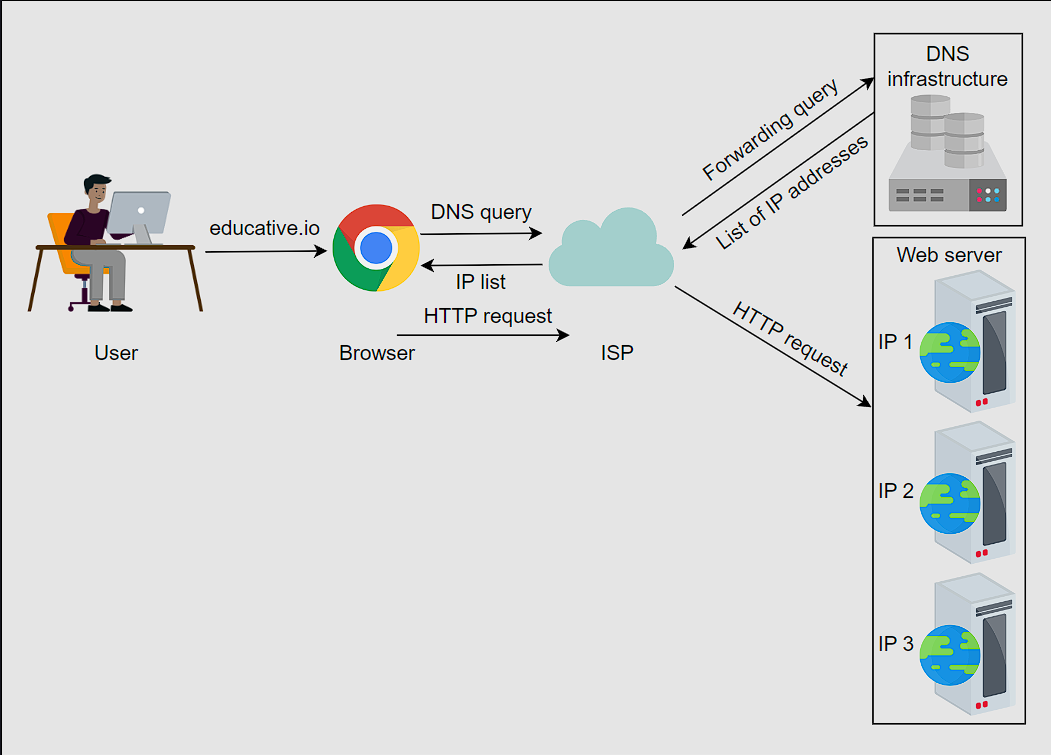 DNS
infrastructure
Forwarding query
List of IP addresses
educative.io
DNS query
IP list
HTTP request
User
Browser
ISP
HTTP request
Web server
IP 1
IP 2
IP 3